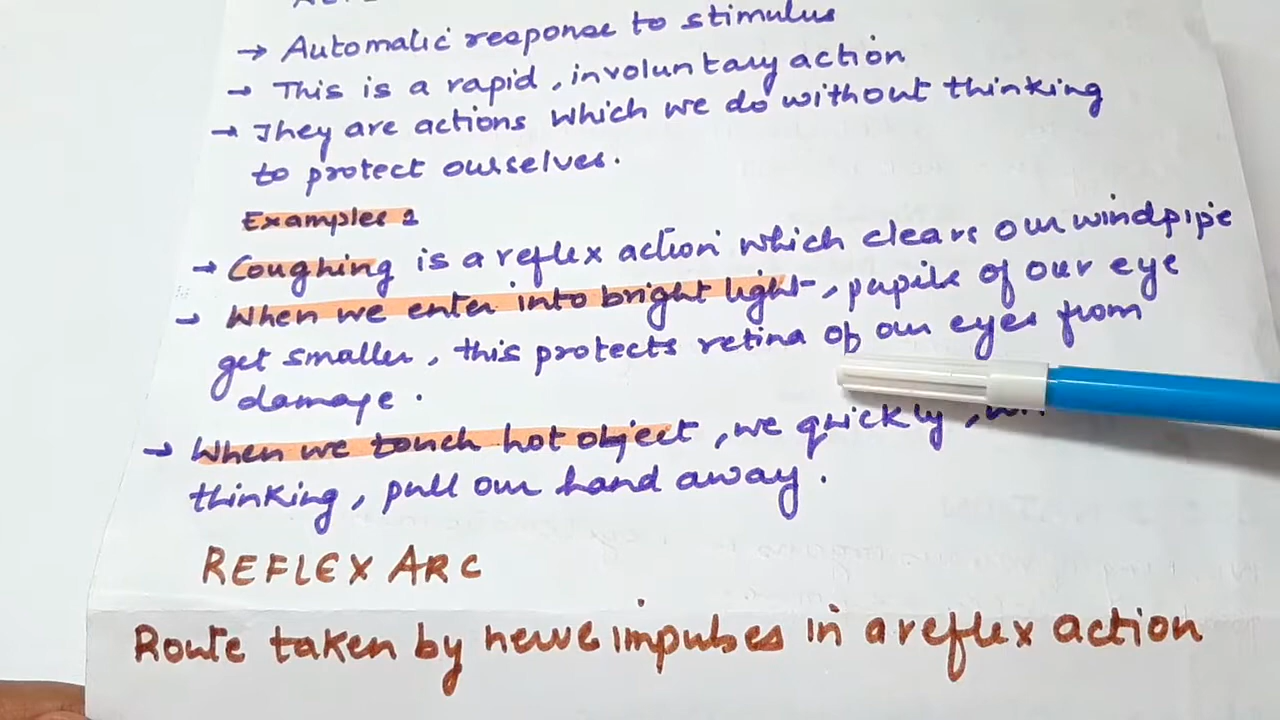 → Automatic response to stimulus
→ This is a rapid, involuntary action
→ They are actions which we do without thinking
to protect ourselves.
Examples
→ Coughing is a reflex action which clears our windpipe
→ When we enter into bright light, pupils of our eye
get smaller, this protects retina of our eyes from
damage.
→ When we touch hot object, we quickly,
thinking, pull our hand away.
REFLEX ARC
Route taken by nerve impulses in a reflex action